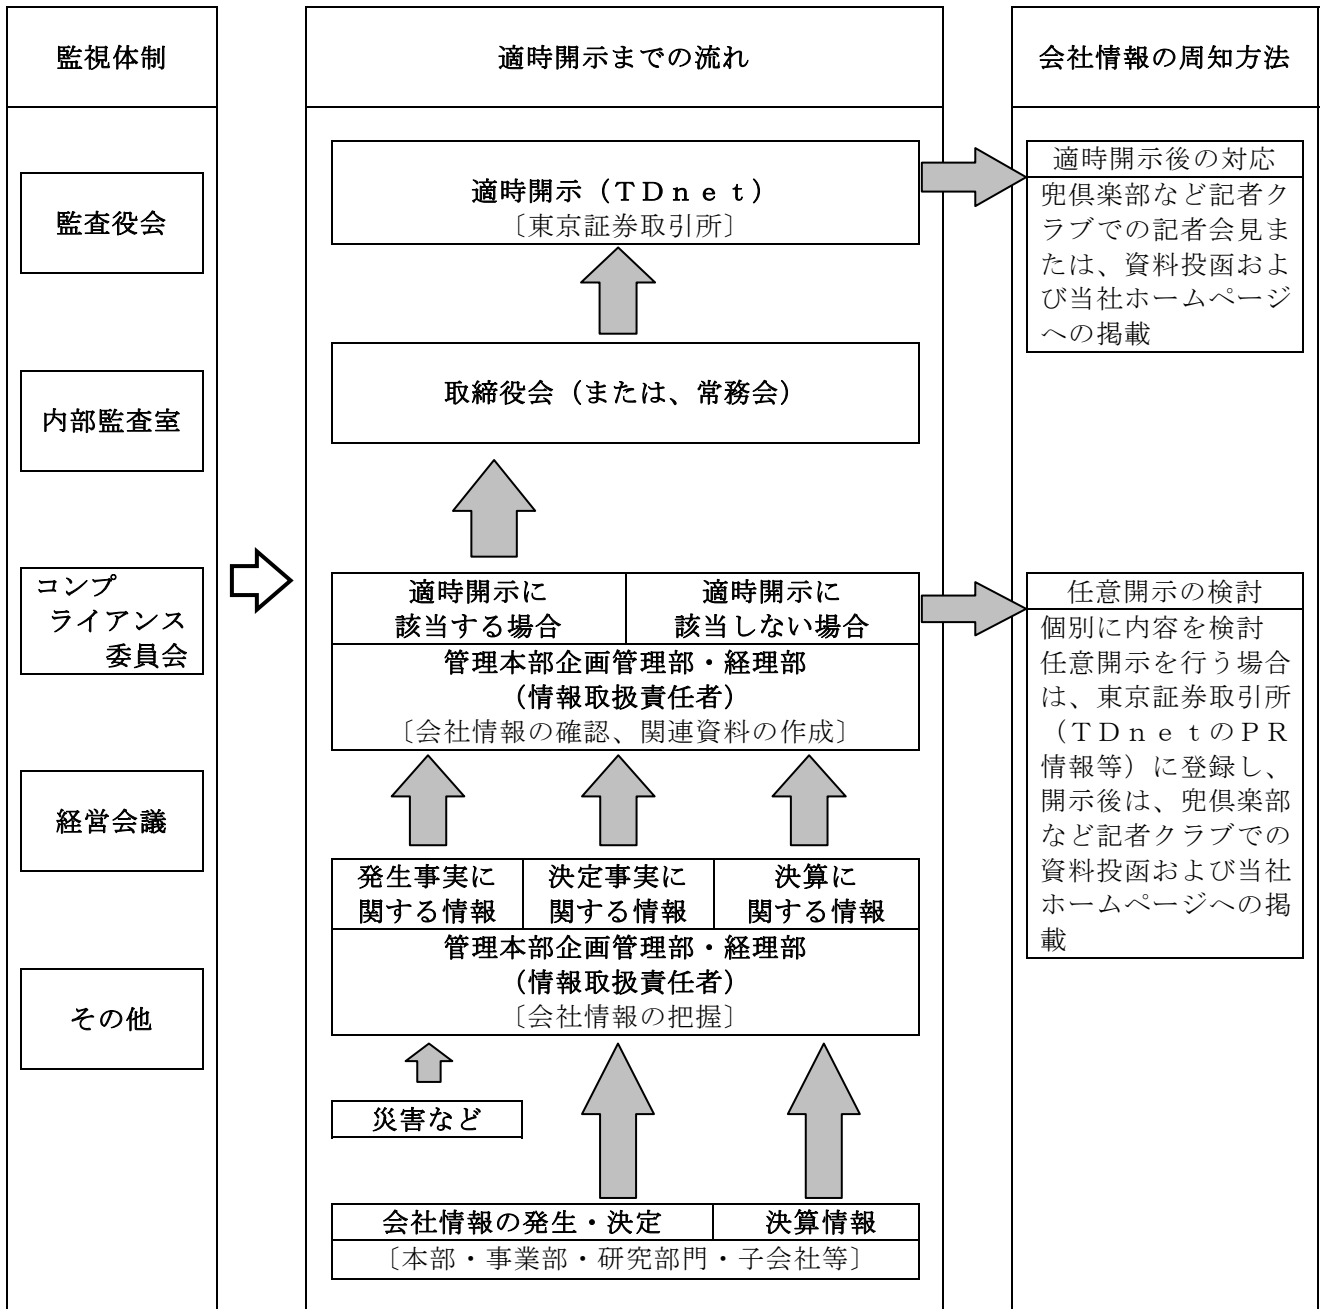 監視体制
監査役会
内部監査室
コンプ
ライアンス
委員会
経営会議
その他
適時開示までの流れ
適時開示（ＴＤｎｅｔ）
〔東京証券取引所〕
取締役会（または、常務会）
適時開示に
該当する場合
適時開示に
該当しない場合
管理本部企画管理部・経理部
（情報取扱責任者）
〔会社情報の確認、関連資料の作成〕
発生事実に
関する情報
決定事実に
関する情報
決算に
関する情報
管理本部企画管理部・経理部
（情報取扱責任者）
〔会社情報の把握〕
災害など
会社情報の発生・決定
決算情報
〔本部・事業部・研究部門・子会社等〕
会社情報の周知方法
適時開示後の対応
兜倶楽部など記者ク
ラブでの記者会見ま
たは、資料投函およ
び当社ホームページ
への掲載
任意開示の検討
個別に内容を検討
任意開示を行う場合
は、東京証券取引所
（ＴＤｎｅｔのＰＲ
情報等）に登録し、
開示後は、兜倶楽部
など記者クラブでの
資料投函および当社
ホームページへの掲
載